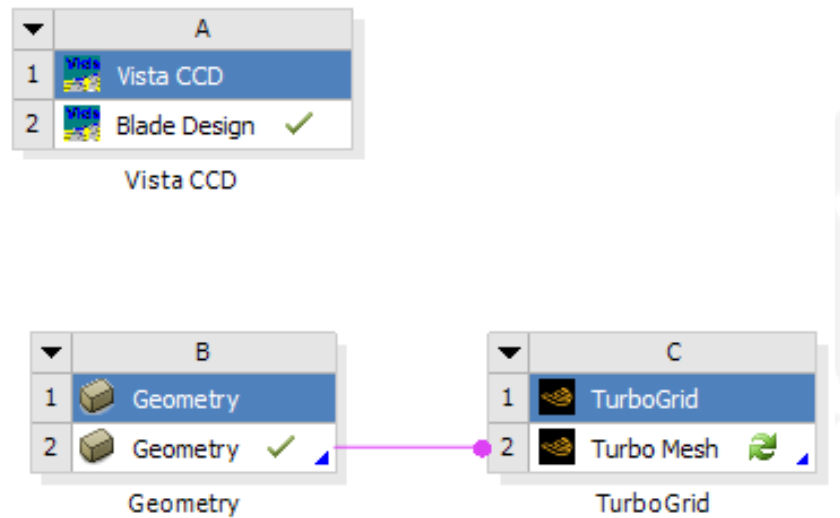 A
1 Vista CCD
2 Blade Design
Vista CCD
B
1 Geometry
2 Geometry
Geometry
C
1 TurboGrid
2 Turbo Mesh
TurboGrid